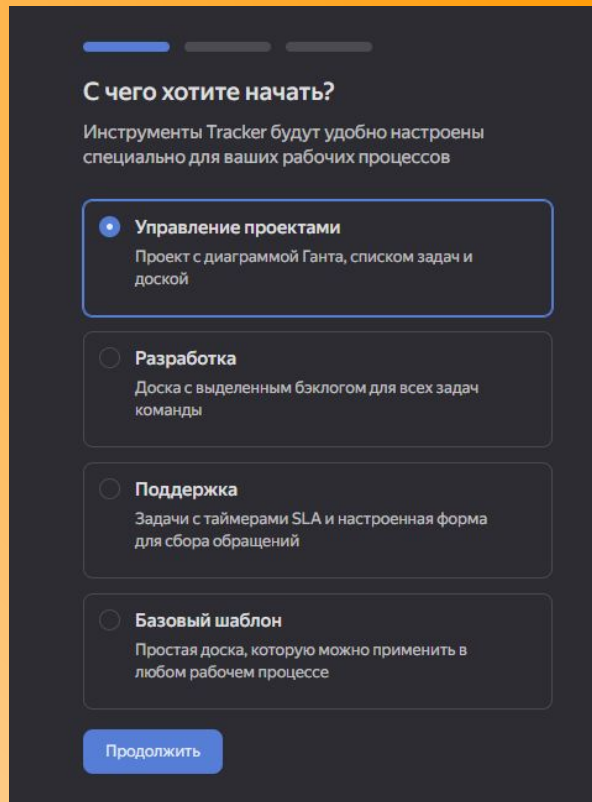 С чего хотите начать?
Инструменты Tracker будут удобно настроены
специально для ваших рабочих процессов
Управление проектами
Проект с диаграммой Ганта, списком задач и
доской
Разработка
Доска с выделенным бэклогом для всех задач
команды
Поддержка
Задачи с таймерами SLA и настроенная форма
для сбора обращений
Базовый шаблон
Простая доска, которую можно применить в
любом рабочем процессе
Продолжить